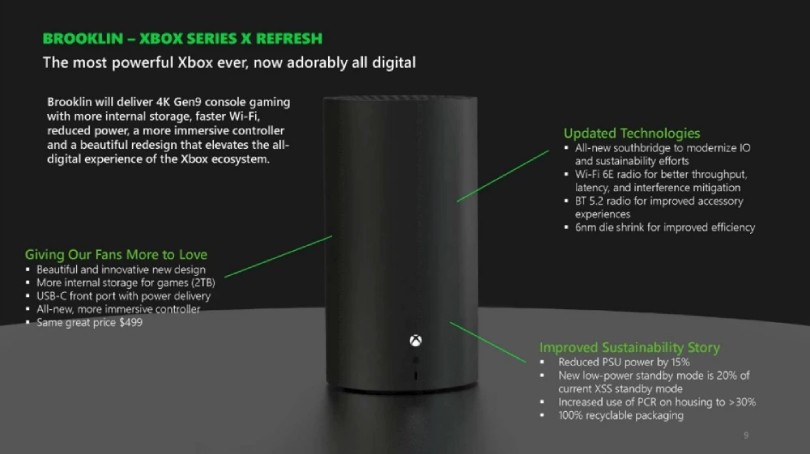 BROOKLIN – XBOX SERIES X REFRESH
The most powerful Xbox ever, now adorably all digital
Brooklin will deliver 4K Gen9 console gaming
with more internal storage, faster Wi-Fi,
reduced power, a more immersive controller
and a beautiful redesign that elevates the all-
digital experience of the Xbox ecosystem.
Giving Our Fans More to Love
▪ Beautiful and innovative new design
▪ More internal storage for games (2TB)
▪ USB-C front port with power delivery
▪ All-new, more immersive controller
▪ Same great price $499
Updated Technologies
▪ All-new southbridge to modernize IO
and sustainability efforts
▪ Wi-Fi 6E radio for better throughput,
latency, and interference mitigation
▪ BT 5.2 radio for improved accessory
experiences
▪ 6nm die shrink for improved efficiency
Improved Sustainability Story
▪ Reduced PSU power by 15%
▪ New low-power standby mode is 20% of
current XSS standby mode
▪ Increased use of PCR on housing to >30%
▪ 100% recyclable packaging
9